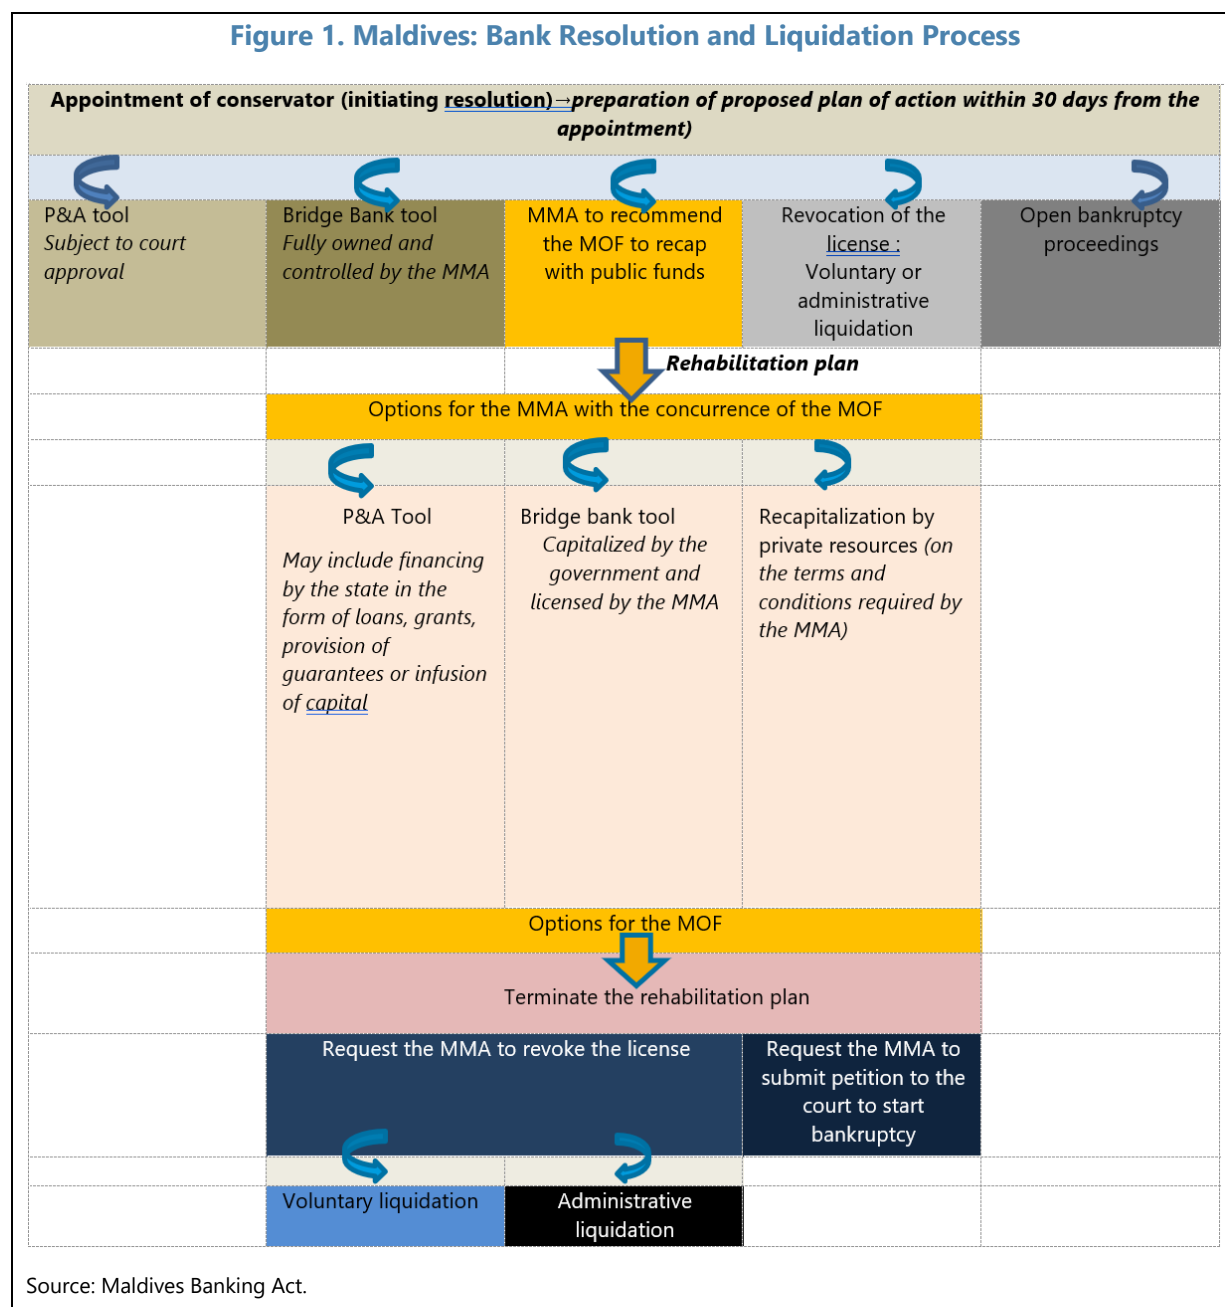 Figure 1. Maldives: Bank Resolution and Liquidation Process
Appointment of conservator (initiating resolution)→preparation of proposed plan of action within 30 days from the
appointment)
P&A tool
Subject to court
approval
Bridge Bank tool
Fully owned and
controlled by the MMA
MMA to recommend
the MOF to recap
with public funds
Revocation of the
license :
Voluntary or
administrative
liquidation
Open bankruptcy
proceedings
Rehabilitation plan
Options for the MMA with the concurrence of the MOF
P&A Tool
May include financing
by the state in the
form of loans, grants,
provision of
guarantees or infusion
of capital
Bridge bank tool
Capitalized by the
government and
licensed by the MMA
Recapitalization by
private resources (on
the terms and
conditions required by
the MMA)
Options for the MOF
Terminate the rehabilitation plan
Request the MMA to revoke the license
Request the MMA to
submit petition to the
court to start
bankruptcy
Voluntary liquidation
Administrative
liquidation
Source: Maldives Banking Act.